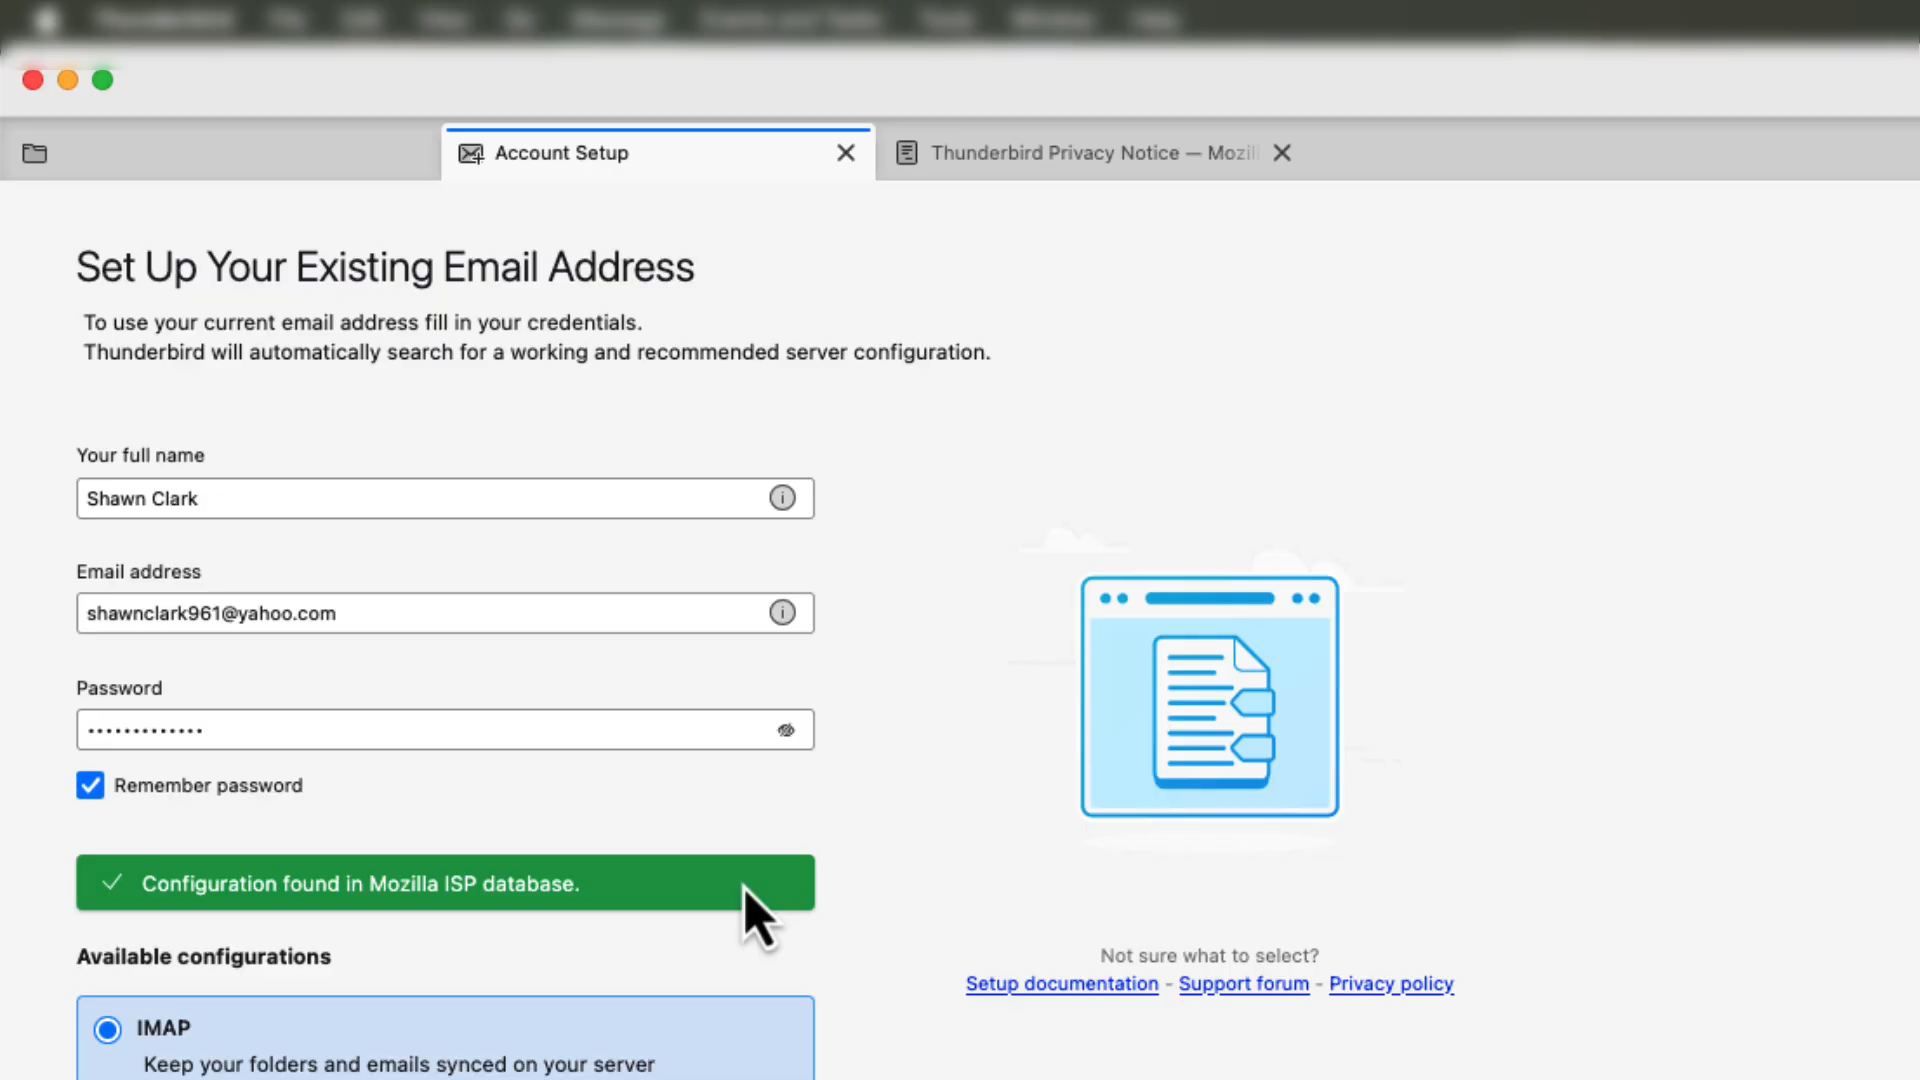 Account Setup
Thunderbird Privacy Notice — Mozil
Set Up Your Existing Email Address
To use your current email address fill in your credentials.
Thunderbird will automatically search for a working and recommended server configuration.
Your full name
Shawn Clark
Email address
shawnclark961@yahoo.com
Password
•••••••••••••
Remember password
Configuration found in Mozilla ISP database.
Available configurations
IMAP
Keep your folders and emails synced on your server
Not sure what to select?
Setup documentation - Support forum - Privacy policy